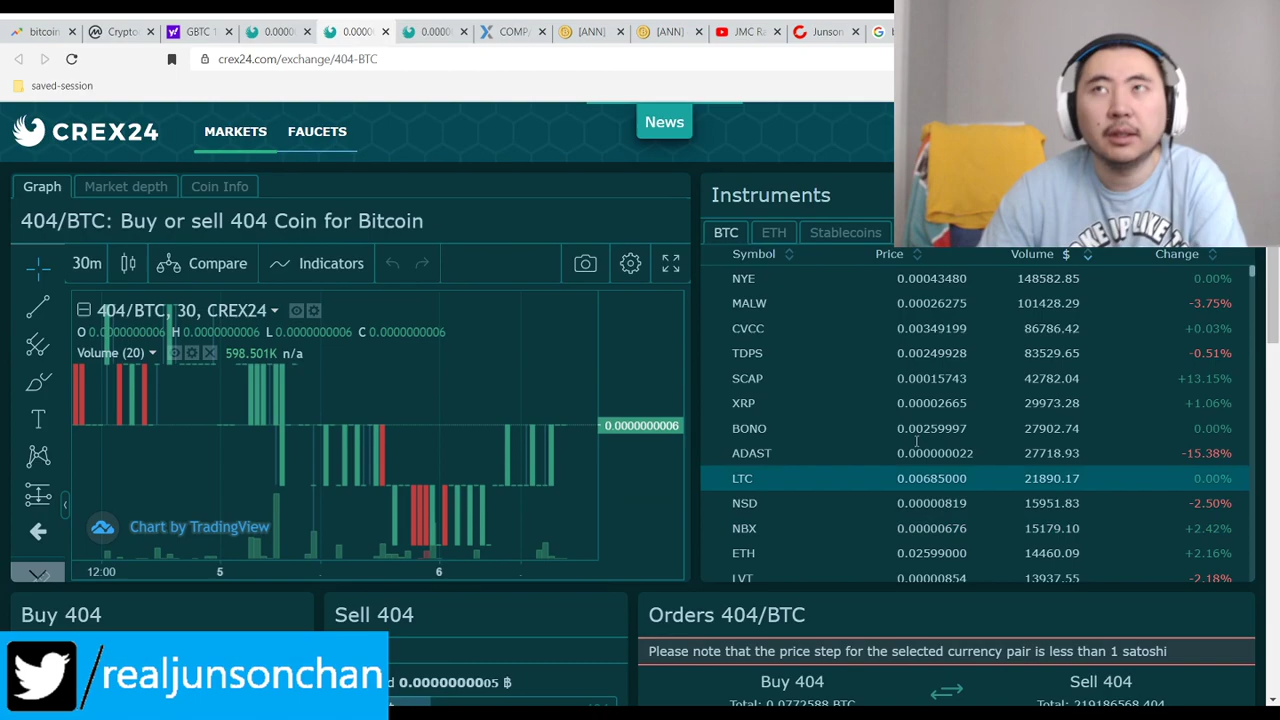 bitcoin
Crypto
GBTC 1
0.0000
0.0000
0.0000
COMP.
[ANN]
[ANN]
JMC Ra
Junson
b
crex24.com/exchange/404-BTC
saved-session
CREX24
MARKETS
FAUCETS
News
Graph
Market depth
Coin Info
404/BTC: Buy or sell 404 Coin for Bitcoin
30m
Compare
Indicators
404/BTC, 30, CREX24
O 0.0000000006 H 0.0000000006 L 0.0000000006 C 0.0000000006
Volume (20) 598.501K n/a
0.0000000006
Chart by TradingView
12:00 5 6
Instruments
BTC ETH Stablecoins
Symbol Price Volume $ Change
NYE 0.00043480 148582.85 0.00%
MALW 0.00026275 101428.29 -3.75%
CVCC 0.00349199 86786.42 +0.03%
TDPS 0.00249928 83529.65 -0.51%
SCAP 0.00015743 42782.04 +13.15%
XRP 0.00002665 29973.28 +1.06%
BONO 0.00259997 27902.74 0.00%
ADAST 0.000000022 27718.93 -15.38%
LTC 0.00685000 21890.17 0.00%
NSD 0.00000819 15951.83 -2.50%
NBX 0.00000676 15179.10 +2.42%
ETH 0.02599000 14460.09 +2.16%
LVT 0.00000854 13937.55 -2.18%
Buy 404
Sell 404
Orders 404/BTC
Please note that the price step for the selected currency pair is less than 1 satoshi
Buy 404
Sell 404
Total: 0.0772588 BTC
Total: 219186568 404
0.0000000005 ฿
/realjunsonchan